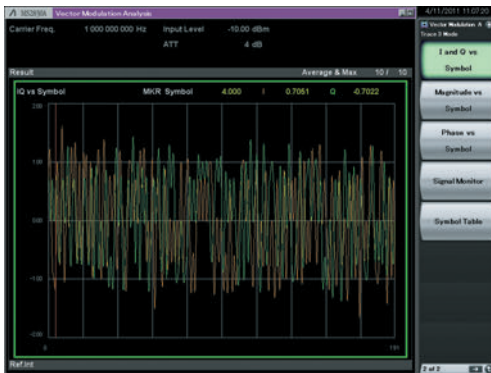 MS2690A Vector Modulation Analysis
4/11/2011 11:07:20
Carrier Freq. 1 000 000 000 Hz Input Level -10.00 dBm
ATT 4 dB
Result Average & Max 10 / 10
IQ vs Symbol MKR Symbol 4.000 I 0.7051 Q -0.7022
2.00
1.00
0.00
-1.00
-2.00
0 191
Ref.Int
Vector Modulation A
Trace 3 Mode
I and Q vs
Symbol
Magnitude vs
Symbol
Phase vs
Symbol
Signal Monitor
Symbol Table
2 of 2